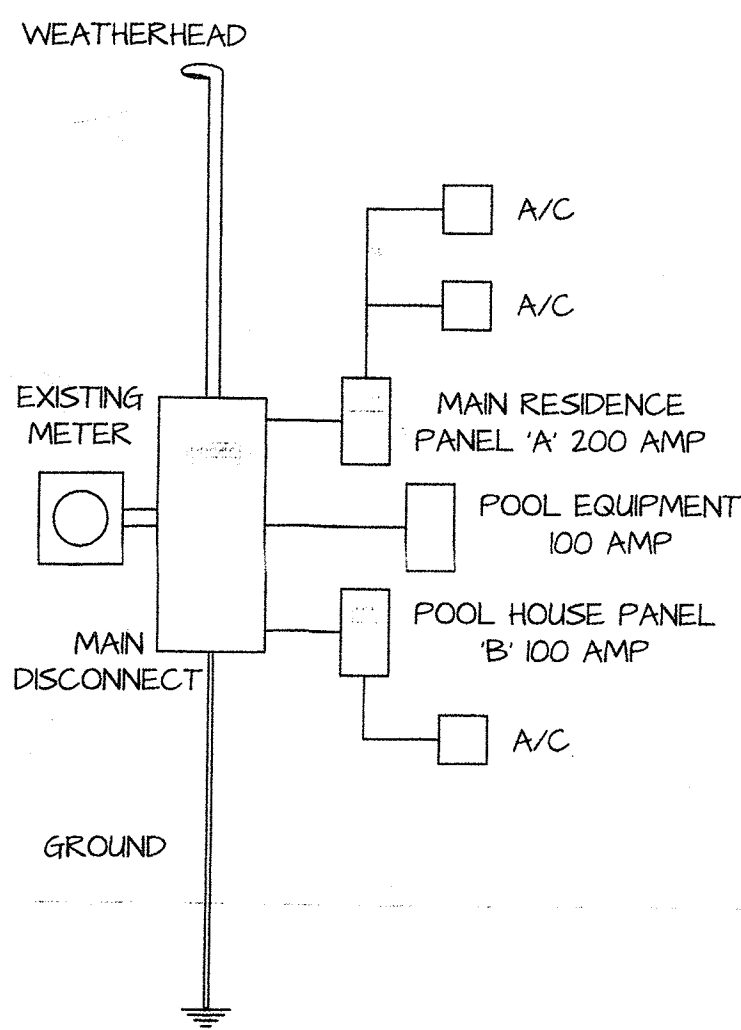 WEATHERHEAD
A/C
A/C
EXISTING
METER
MAIN RESIDENCE
PANEL 'A' 200 AMP
POOL EQUIPMENT
100 AMP
POOL HOUSE PANEL
'B' 100 AMP
MAIN
DISCONNECT
A/C
GROUND